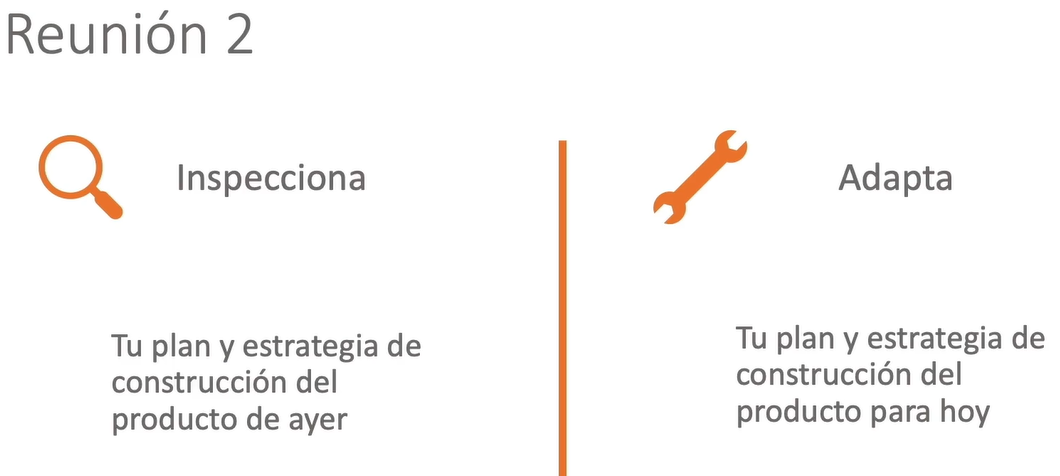 Reunión 2
Inspecciona
Tu plan y estrategia de
construcción del
producto de ayer
Adapta
Tu plan y estrategia de
construcción del
producto para hoy